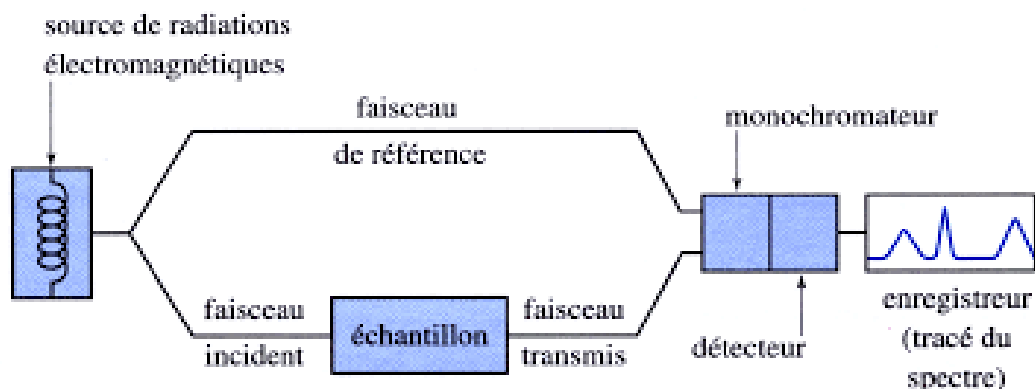 source de radiations
électromagnétiques
faisceau
de référence
monochromateur
faisceau
incident
échantillon
faisceau
transmis
détecteur
enregistreur
(tracé du
spectre)